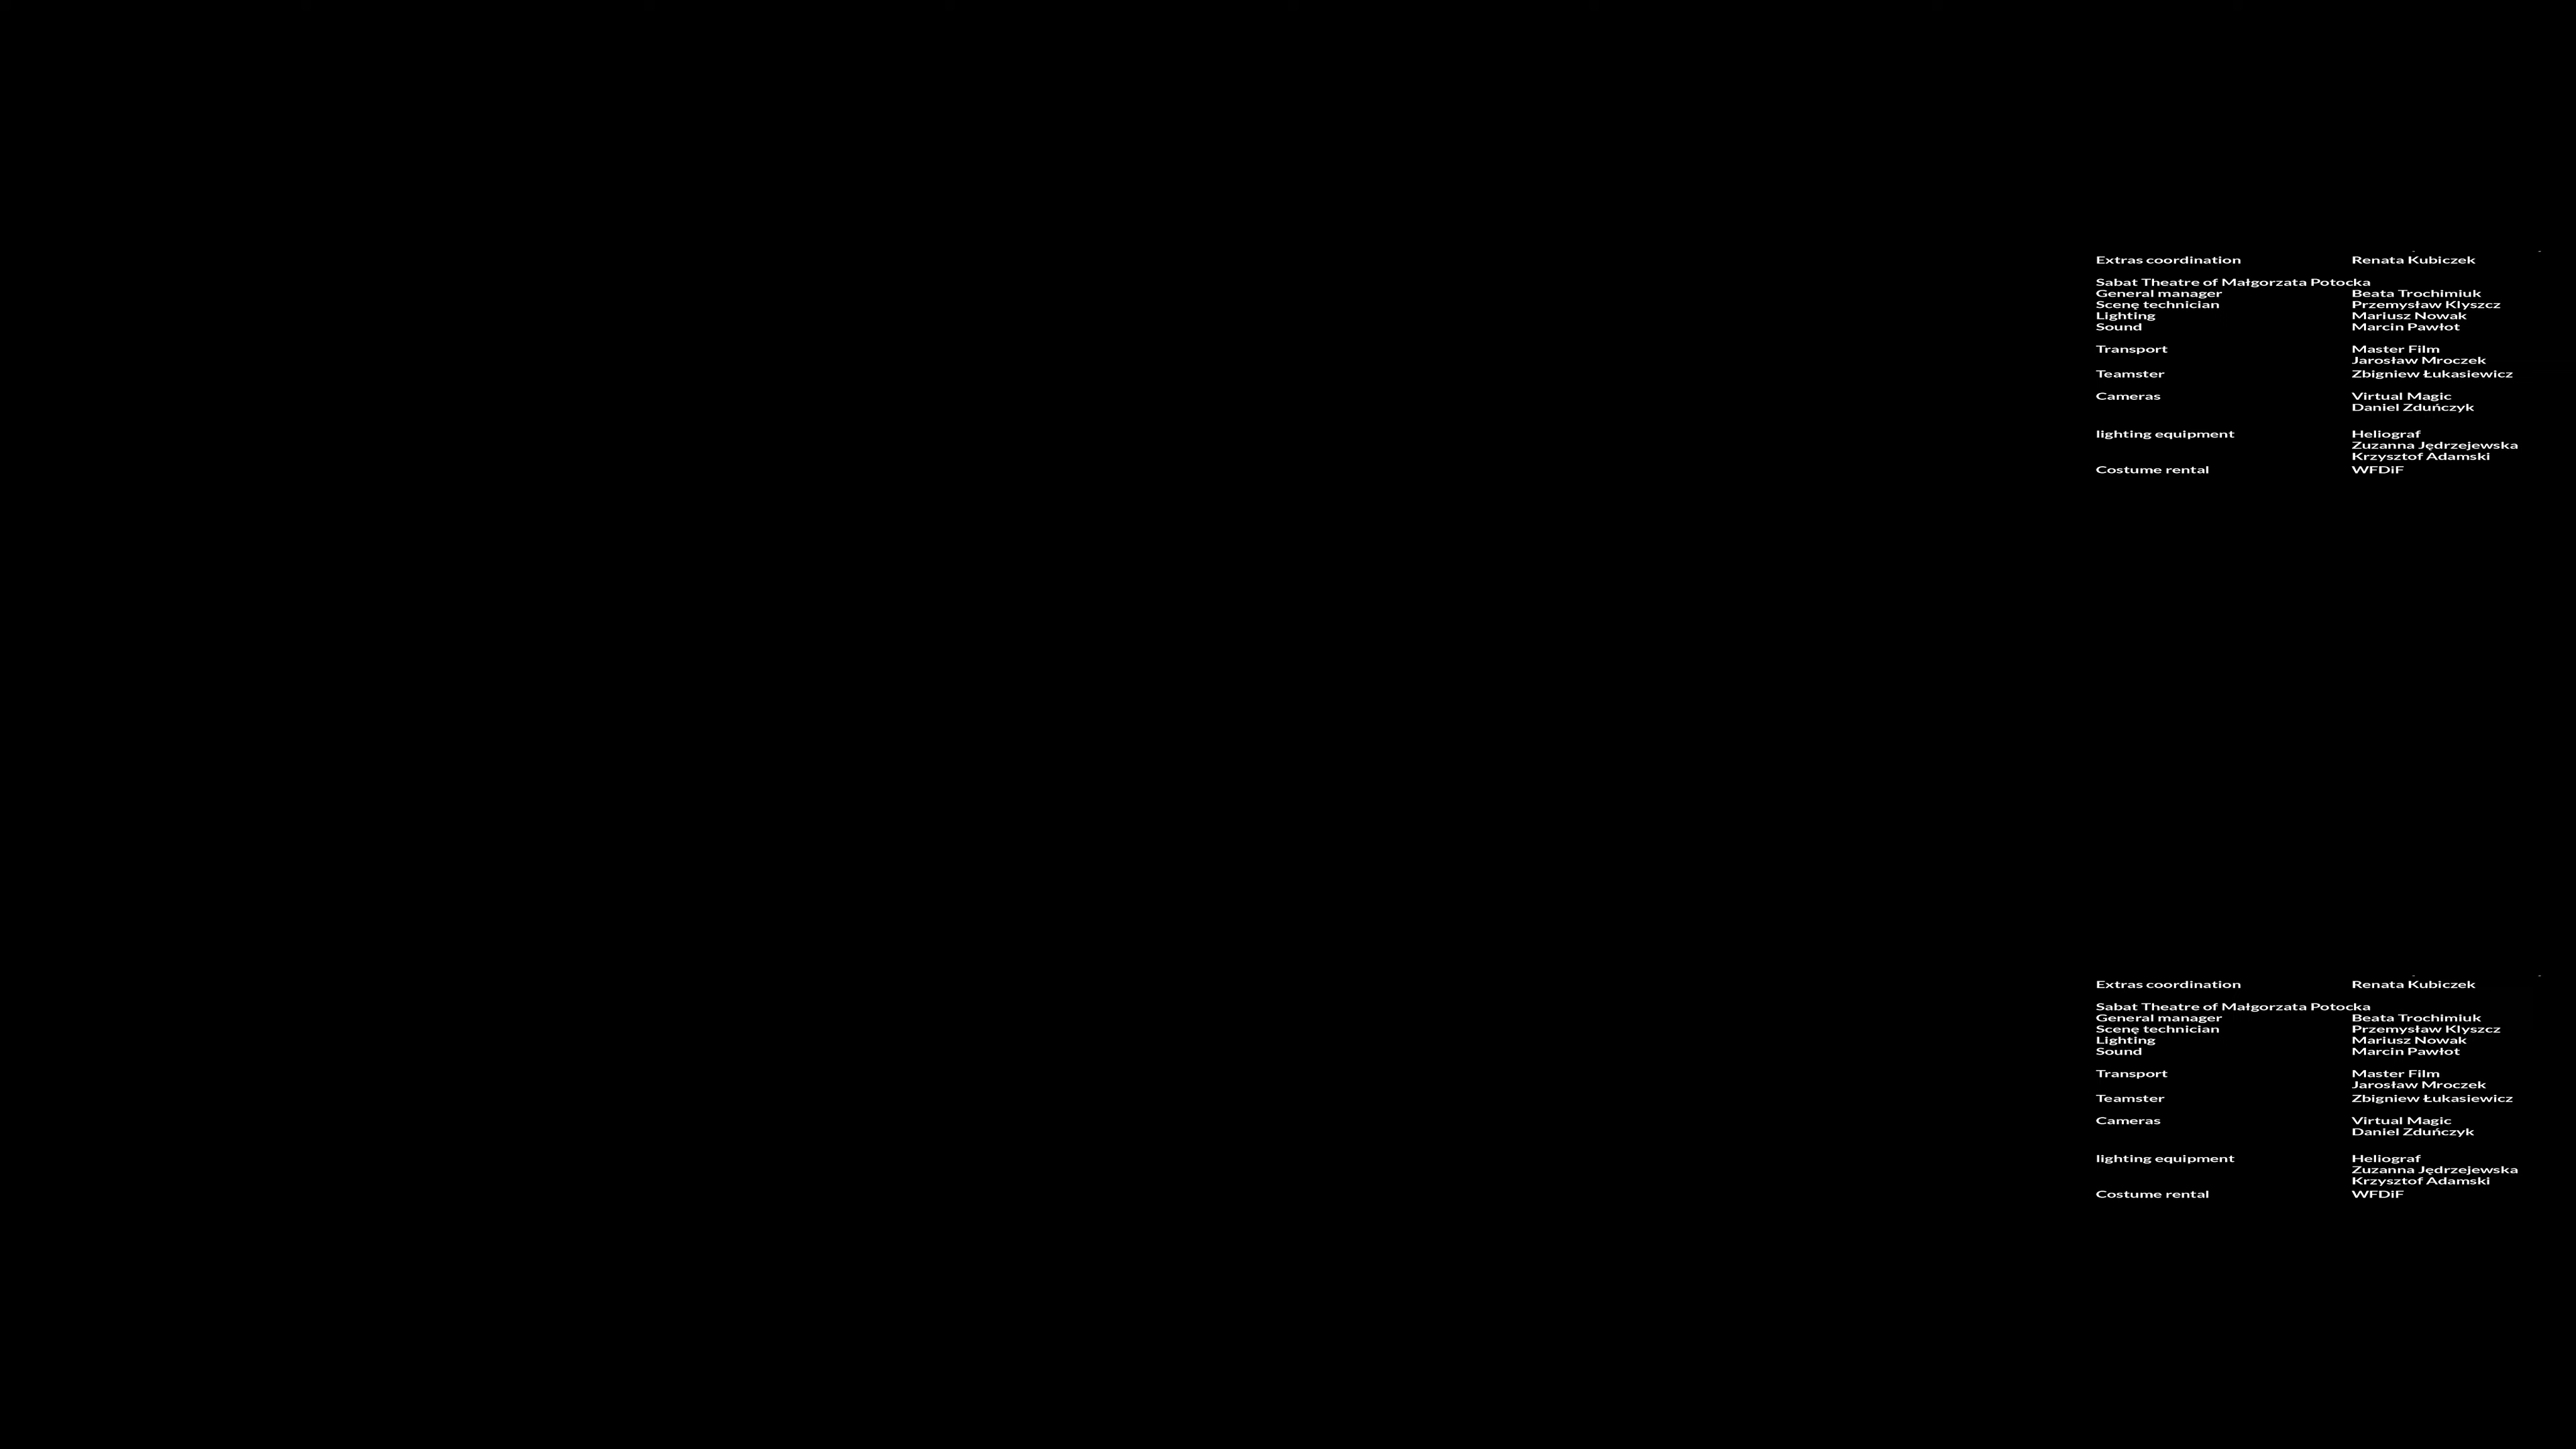 Extras coordination Renata Kubiczek
Sabat Theatre of Małgorzata Potocka
General manager Beata Trochimiuk
Scenę technician Przemysław Klyszcz
Lighting Mariusz Nowak
Sound Marcin Pawłot
Transport Master Film
Jarosław Mroczek
Teamster Zbigniew Łukasiewicz
Cameras Virtual Magic
Daniel Zduńczyk
lighting equipment Heliograf
Zuzanna Jędrzejewska
Krzysztof Adamski
Costume rental WFDiF
Extras coordination Renata Kubiczek
Sabat Theatre of Małgorzata Potocka
General manager Beata Trochimiuk
Scenę technician Przemysław Klyszcz
Lighting Mariusz Nowak
Sound Marcin Pawłot
Transport Master Film
Jarosław Mroczek
Teamster Zbigniew Łukasiewicz
Cameras Virtual Magic
Daniel Zduńczyk
lighting equipment Heliograf
Zuzanna Jędrzejewska
Krzysztof Adamski
Costume rental WFDiF